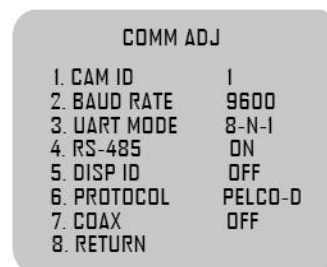 COMM ADJ
1. CAM ID 1
2. BAUD RATE 9600
3. UART MODE 8-N-1
4. RS-485 ON
5. DISP ID OFF
6. PROTOCOL PELCO-D
7. COAX OFF
8. RETURN